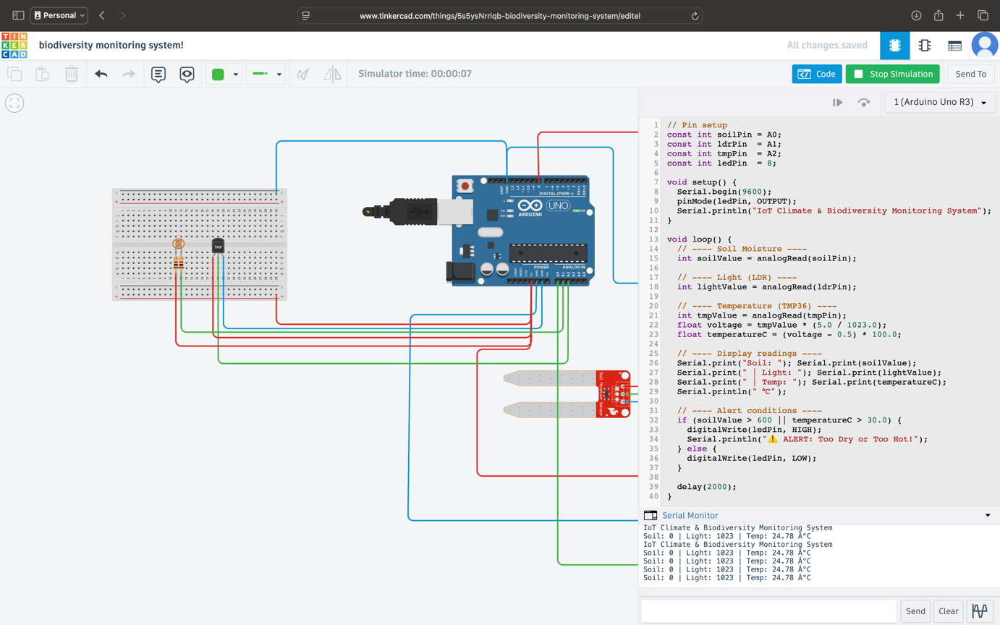 Personal
www.tinkercad.com/things/5s5ysNrriqb-biodiversity-monitoring-system/editel
TIN
KER
CAD
biodiversity monitoring system!
All changes saved
Simulator time: 00:00:07
Code
Stop Simulation
Send To
1 (Arduino Uno R3)
DIGITAL (PWM~)
UNO
ARDUINO
ON
TX
RX
L
POWER
ANALOG IN
TMP
Soil Moisture Sensor
1 // Pin setup
2 const int soilPin = A0;
3 const int ldrPin  = A1;
4 const int tmpPin  = A2;
5 const int ledPin  = 8;
6
7 void setup() {
8   Serial.begin(9600);
9   pinMode(ledPin, OUTPUT);
10   Serial.println("IoT Climate & Biodiversity Monitoring System");
11 }
12
13 void loop() {
14   // ---- Soil Moisture ----
15   int soilValue = analogRead(soilPin);
16
17   // ---- Light (LDR) ----
18   int lightValue = analogRead(ldrPin);
19
20   // ---- Temperature (TMP36) ----
21   int tmpValue = analogRead(tmpPin);
22   float voltage = tmpValue * (5.0 / 1023.0);
23   float temperatureC = (voltage - 0.5) * 100.0;
24
25   // ---- Display readings ----
26   Serial.print("Soil: "); Serial.print(soilValue);
27   Serial.print(" | Light: "); Serial.print(lightValue);
28   Serial.print(" | Temp: "); Serial.print(temperatureC);
29   Serial.println(" °C");
30
31   // ---- Alert conditions ----
32   if (soilValue > 600 || temperatureC > 30.0) {
33     digitalWrite(ledPin, HIGH);
34     Serial.println("⚠️ ALERT: Too Dry or Too Hot!");
35   } else {
36     digitalWrite(ledPin, LOW);
37   }
38
39   delay(2000);
40 }
Serial Monitor
IoT Climate & Biodiversity Monitoring System
Soil: 0 | Light: 1023 | Temp: 24.78 Â°C
IoT Climate & Biodiversity Monitoring System
Soil: 0 | Light: 1023 | Temp: 24.78 Â°C
Soil: 0 | Light: 1023 | Temp: 24.78 Â°C
Soil: 0 | Light: 1023 | Temp: 24.78 Â°C
Soil: 0 | Light: 1023 | Temp: 24.78 Â°C
Send
Clear